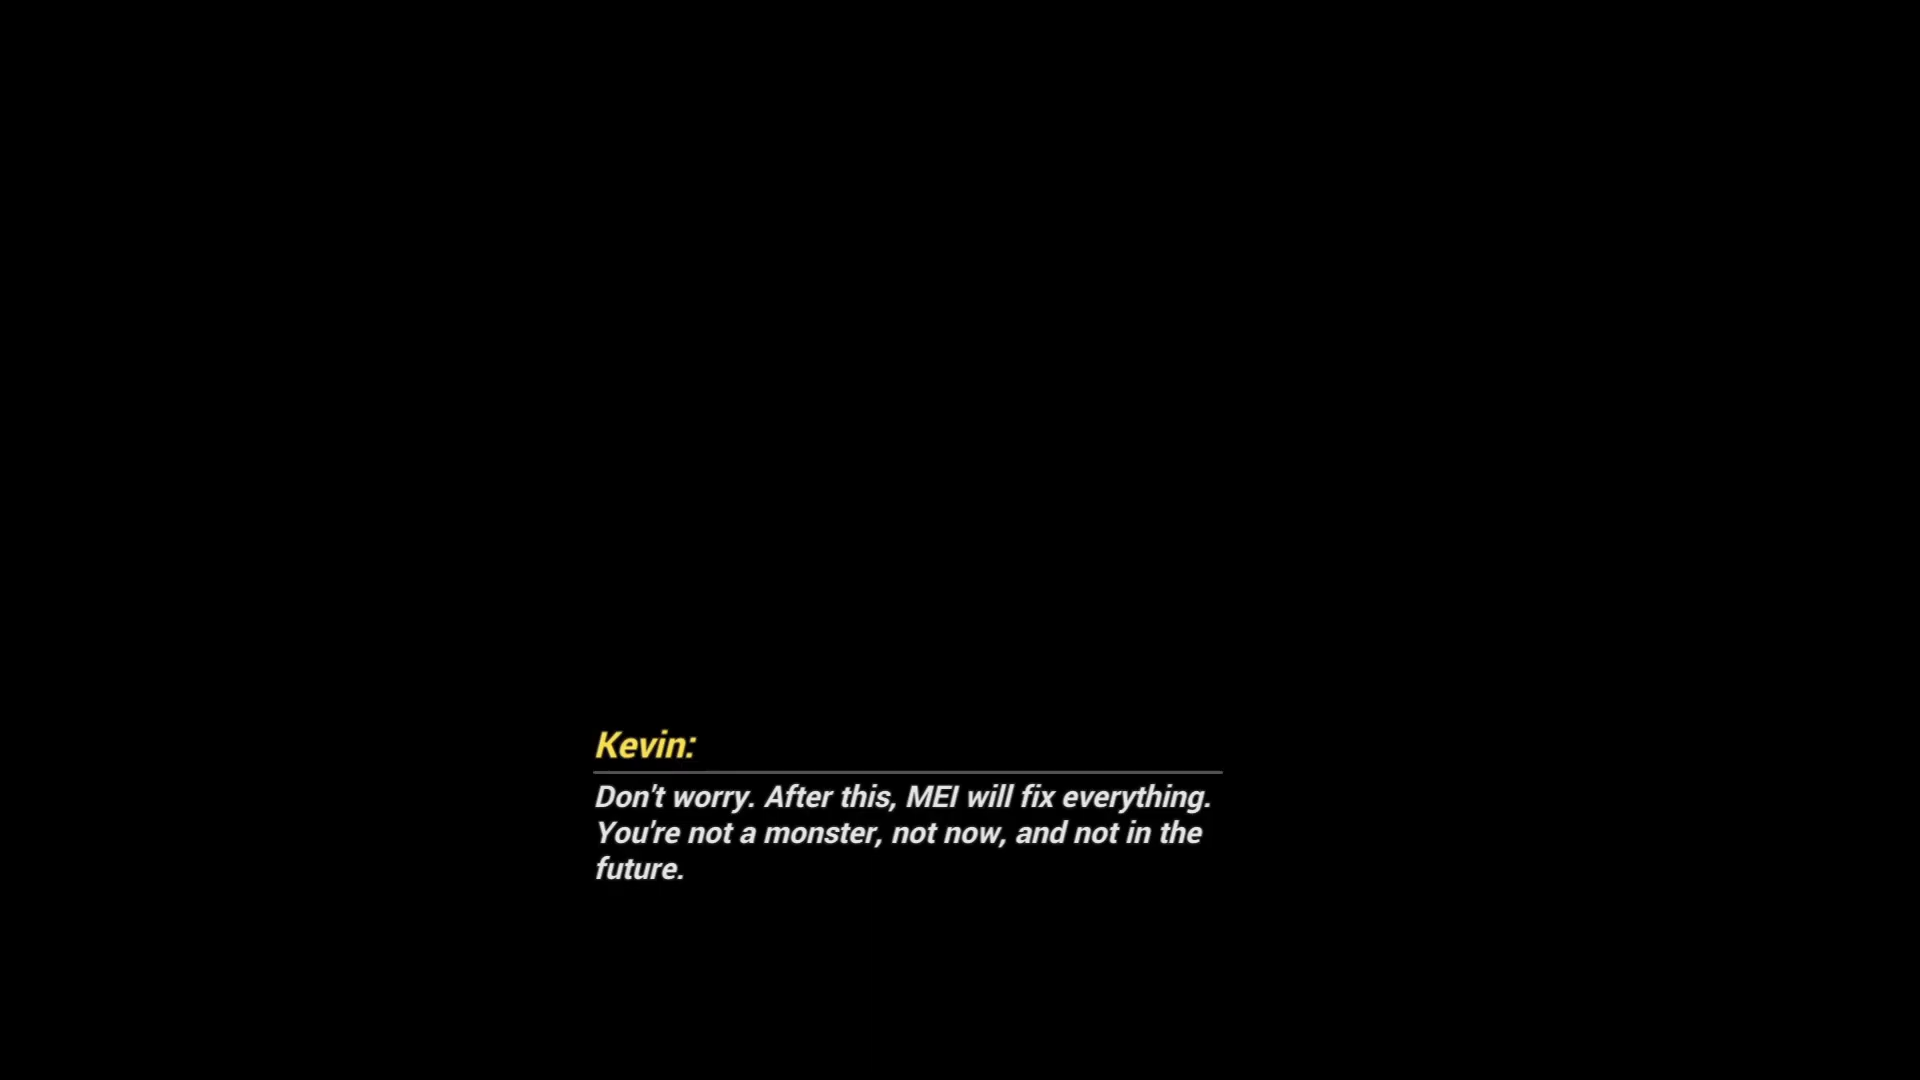 Kevin:
Don't worry. After this, MEI will fix everything.
You're not a monster, not now, and not in the
future.